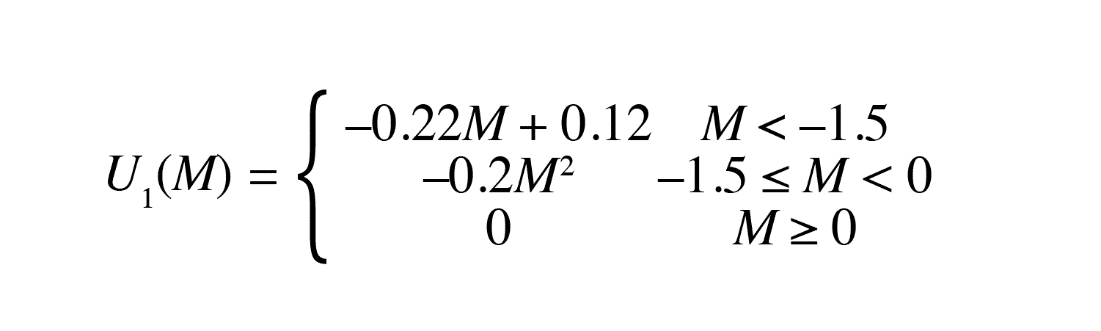 –0.22M + 0.12 M < –1.5
U₁(M) = { –0.2M² –1.5 ≤ M < 0
0 M ≥ 0